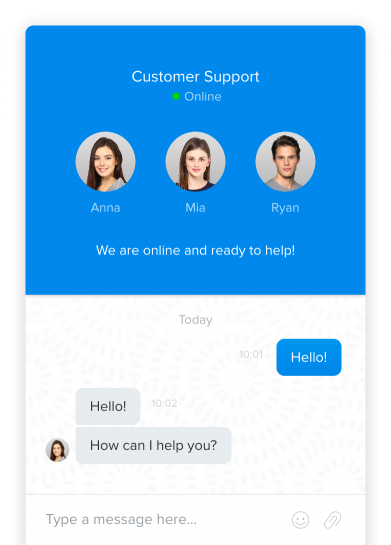 Customer Support
Online
Anna Mia Ryan
We are online and ready to help!
Today
10:01 Hello!
Hello! 10:02
How can I help you?
Type a message here...